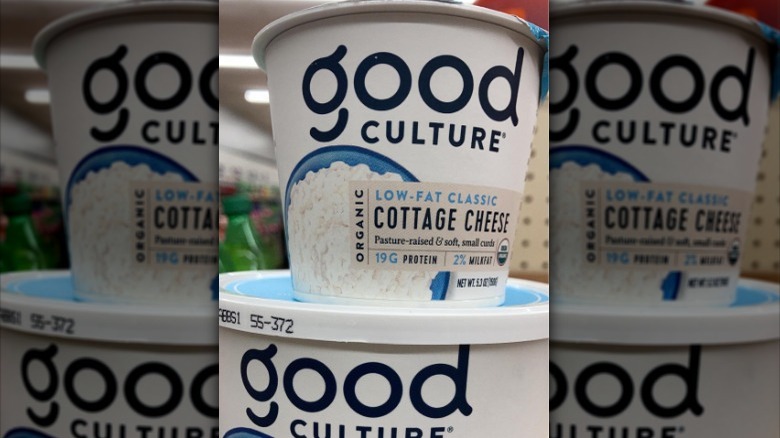 good
CULTURE®
LOW-FAT CLASSIC
ORGANIC
COTTAGE CHEESE
Pasture-raised & soft, small curds
19G PROTEIN 2% MILKFAT
NET WT. 5.3 OZ (150g)
55-372
good
CULTURE®